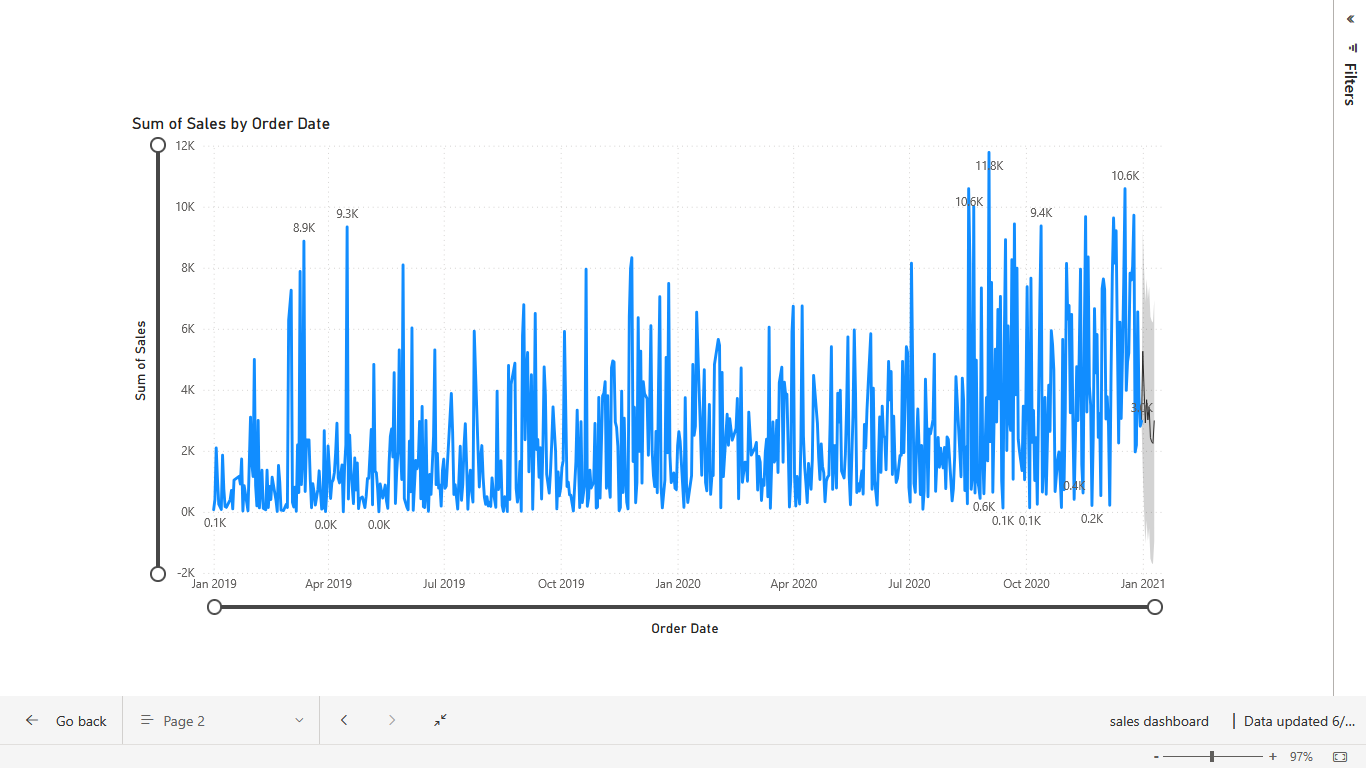 Filters
Sum of Sales by Order Date
12K
10K
8K
6K
4K
2K
0K
-2K
Sum of Sales
8.9K
9.3K
10.6K
11.8K
9.4K
10.6K
3.0K
0.1K
0.0K
0.0K
0.6K
0.1K
0.1K
0.4K
0.2K
Jan 2019
Apr 2019
Jul 2019
Oct 2019
Jan 2020
Apr 2020
Jul 2020
Oct 2020
Jan 2021
Order Date
Go back
Page 2
sales dashboard
Data updated 6/...
- + 97%